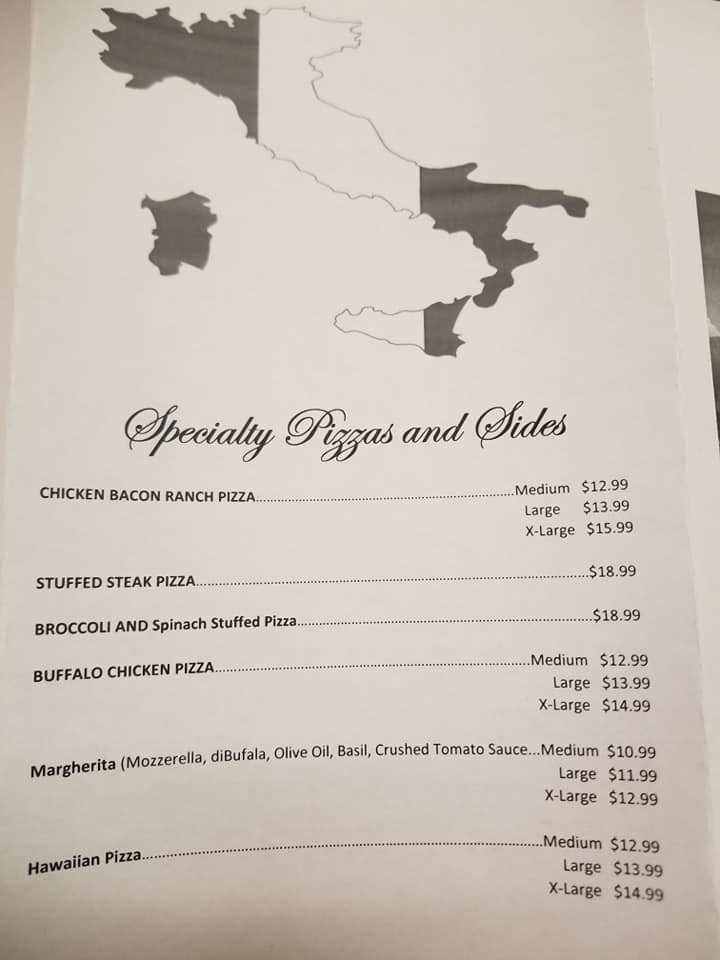 Specialty Pizzas and Sides
CHICKEN BACON RANCH PIZZA....................Medium $12.99
Large $13.99
X-Large $15.99
STUFFED STEAK PIZZA....................$18.99
BROCCOLI AND Spinach Stuffed Pizza....................$18.99
BUFFALO CHICKEN PIZZA....................Medium $12.99
Large $13.99
X-Large $14.99
Margherita (Mozzerella, diBufala, Olive Oil, Basil, Crushed Tomato Sauce...Medium $10.99
Large $11.99
X-Large $12.99
Hawaiian Pizza....................Medium $12.99
Large $13.99
X-Large $14.99